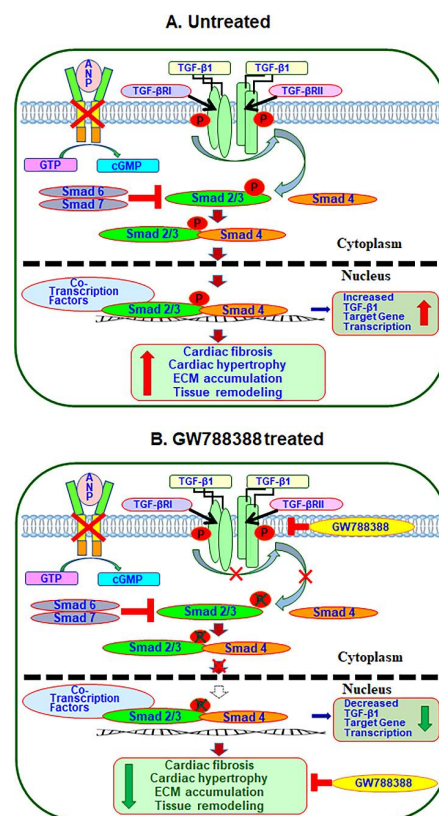 A. Untreated
ANP
TGF-β1
TGF-β1
TGF-βRI
TGF-βRII
P
P
GTP
cGMP
Smad 6
Smad 7
P
Smad 2/3
Smad 4
P
Smad 2/3
Smad 4
Cytoplasm
Nucleus
Co-
Transcription
Factors
P
Smad 2/3
Smad 4
Increased
TGF-β1
Target Gene
Transcription
Cardiac fibrosis
Cardiac hypertrophy
ECM accumulation
Tissue remodeling
B. GW788388 treated
ANP
TGF-β1
TGF-β1
TGF-βRI
TGF-βRII
P
P
GW788388
GTP
cGMP
Smad 6
Smad 7
P
Smad 2/3
Smad 4
P
Smad 2/3
Smad 4
Cytoplasm
Nucleus
Co-
Transcription
Factors
P
Smad 2/3
Smad 4
Decreased
TGF-β1
Target Gene
Transcription
Cardiac fibrosis
Cardiac hypertrophy
ECM accumulation
Tissue remodeling
GW788388